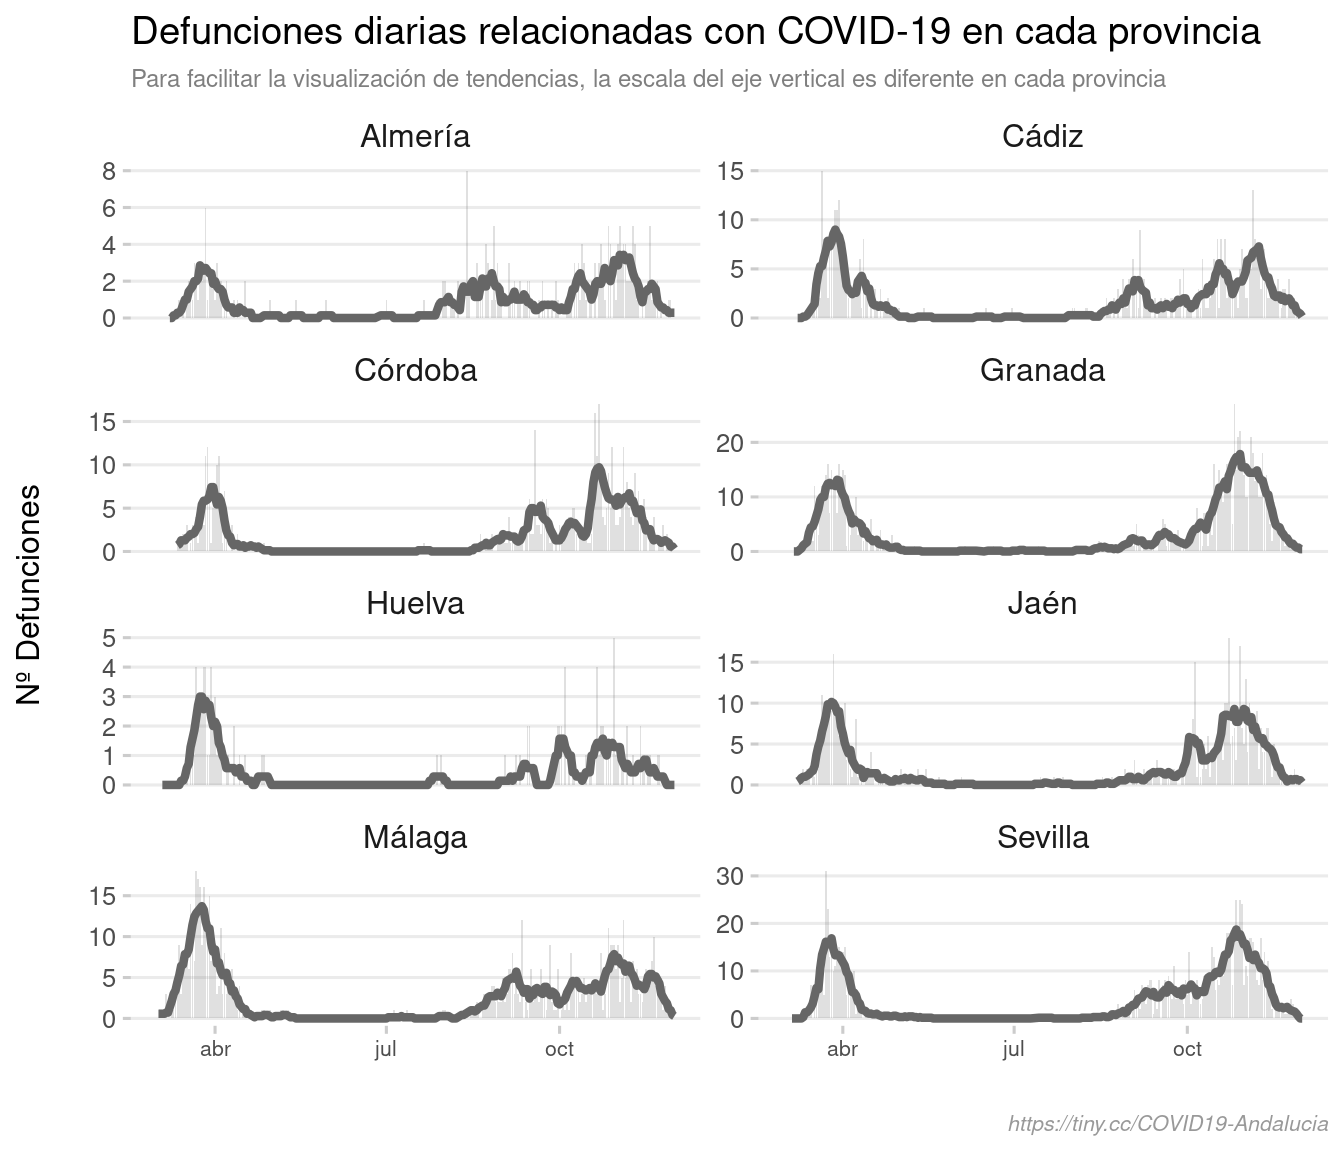 Defunciones diarias relacionadas con COVID-19 en cada provincia
Para facilitar la visualización de tendencias, la escala del eje vertical es diferente en cada provincia
Nº Defunciones
Almería
8
6
4
2
0
Cádiz
15
10
5
0
Córdoba
15
10
5
0
Granada
20
10
0
Huelva
5
4
3
2
1
0
Jaén
15
10
5
0
Málaga
15
10
5
0
abr jul oct
Sevilla
30
20
10
0
abr jul oct
https://tiny.cc/COVID19-Andalucia